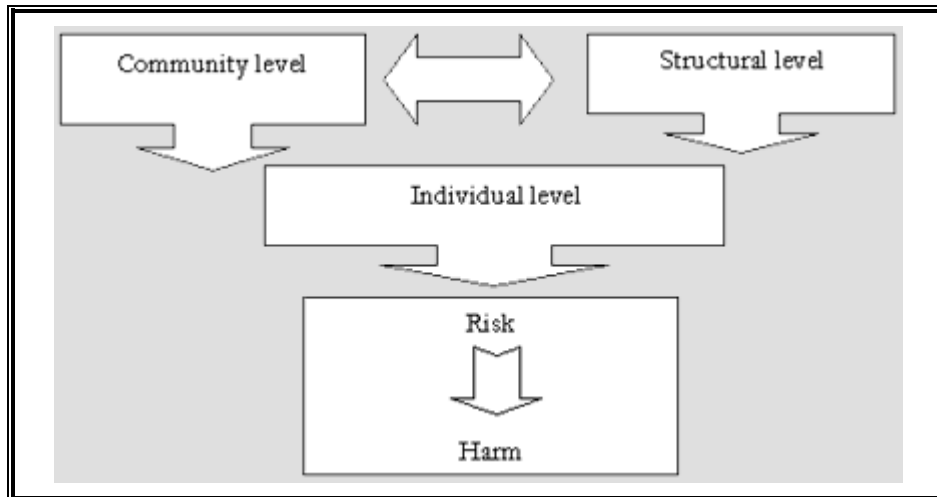 Community level
Structural level
Individual level
Risk
Harm